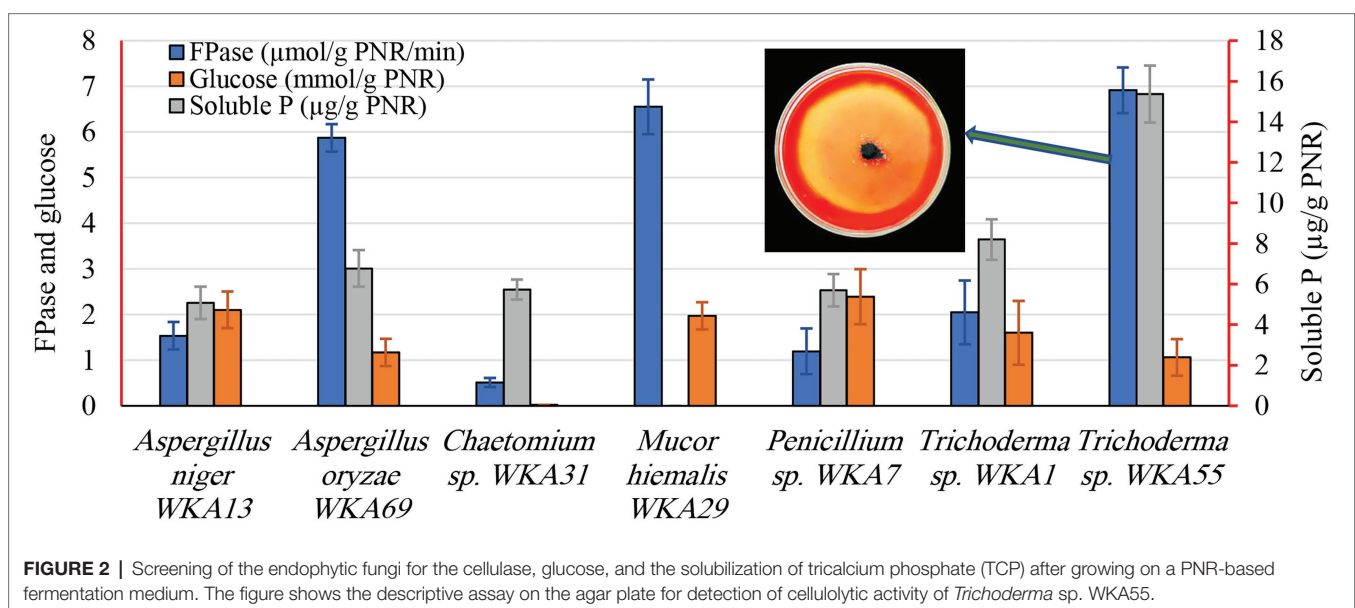 8
7
6
5
4
3
2
1
0
FPase and glucose
FPase (µmol/g PNR/min)
Glucose (mmol/g PNR)
Soluble P (µg/g PNR)
18
16
14
12
10
8
6
4
2
0
Soluble P (µg/g PNR)
Aspergillus
niger
WKA13
Aspergillus
oryzae
WKA69
Chaetomium
sp. WKA31
Mucor
hiemalis
WKA29
Penicillium
sp. WKA7
Trichoderma
sp. WKA1
Trichoderma
sp. WKA55
FIGURE 2 | Screening of the endophytic fungi for the cellulase, glucose, and the solubilization of tricalcium phosphate (TCP) after growing on a PNR-based
fermentation medium. The figure shows the descriptive assay on the agar plate for detection of cellulolytic activity of Trichoderma sp. WKA55.